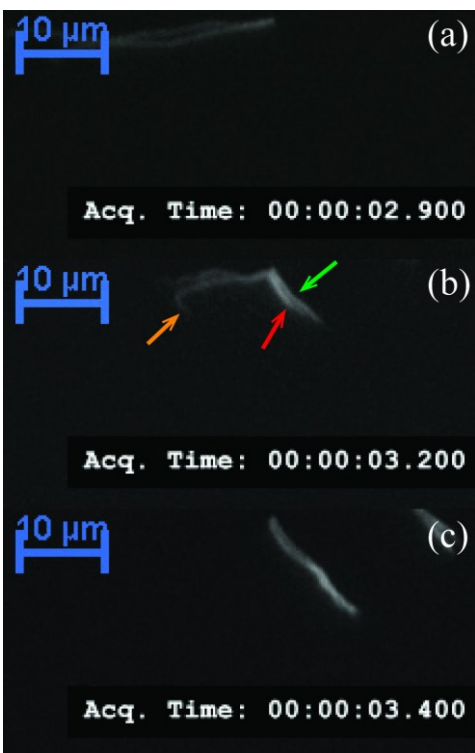 10 µm
(a)
Acq. Time: 00:00:02.900
10 µm
(b)
Acq. Time: 00:00:03.200
10 µm
(c)
Acq. Time: 00:00:03.400